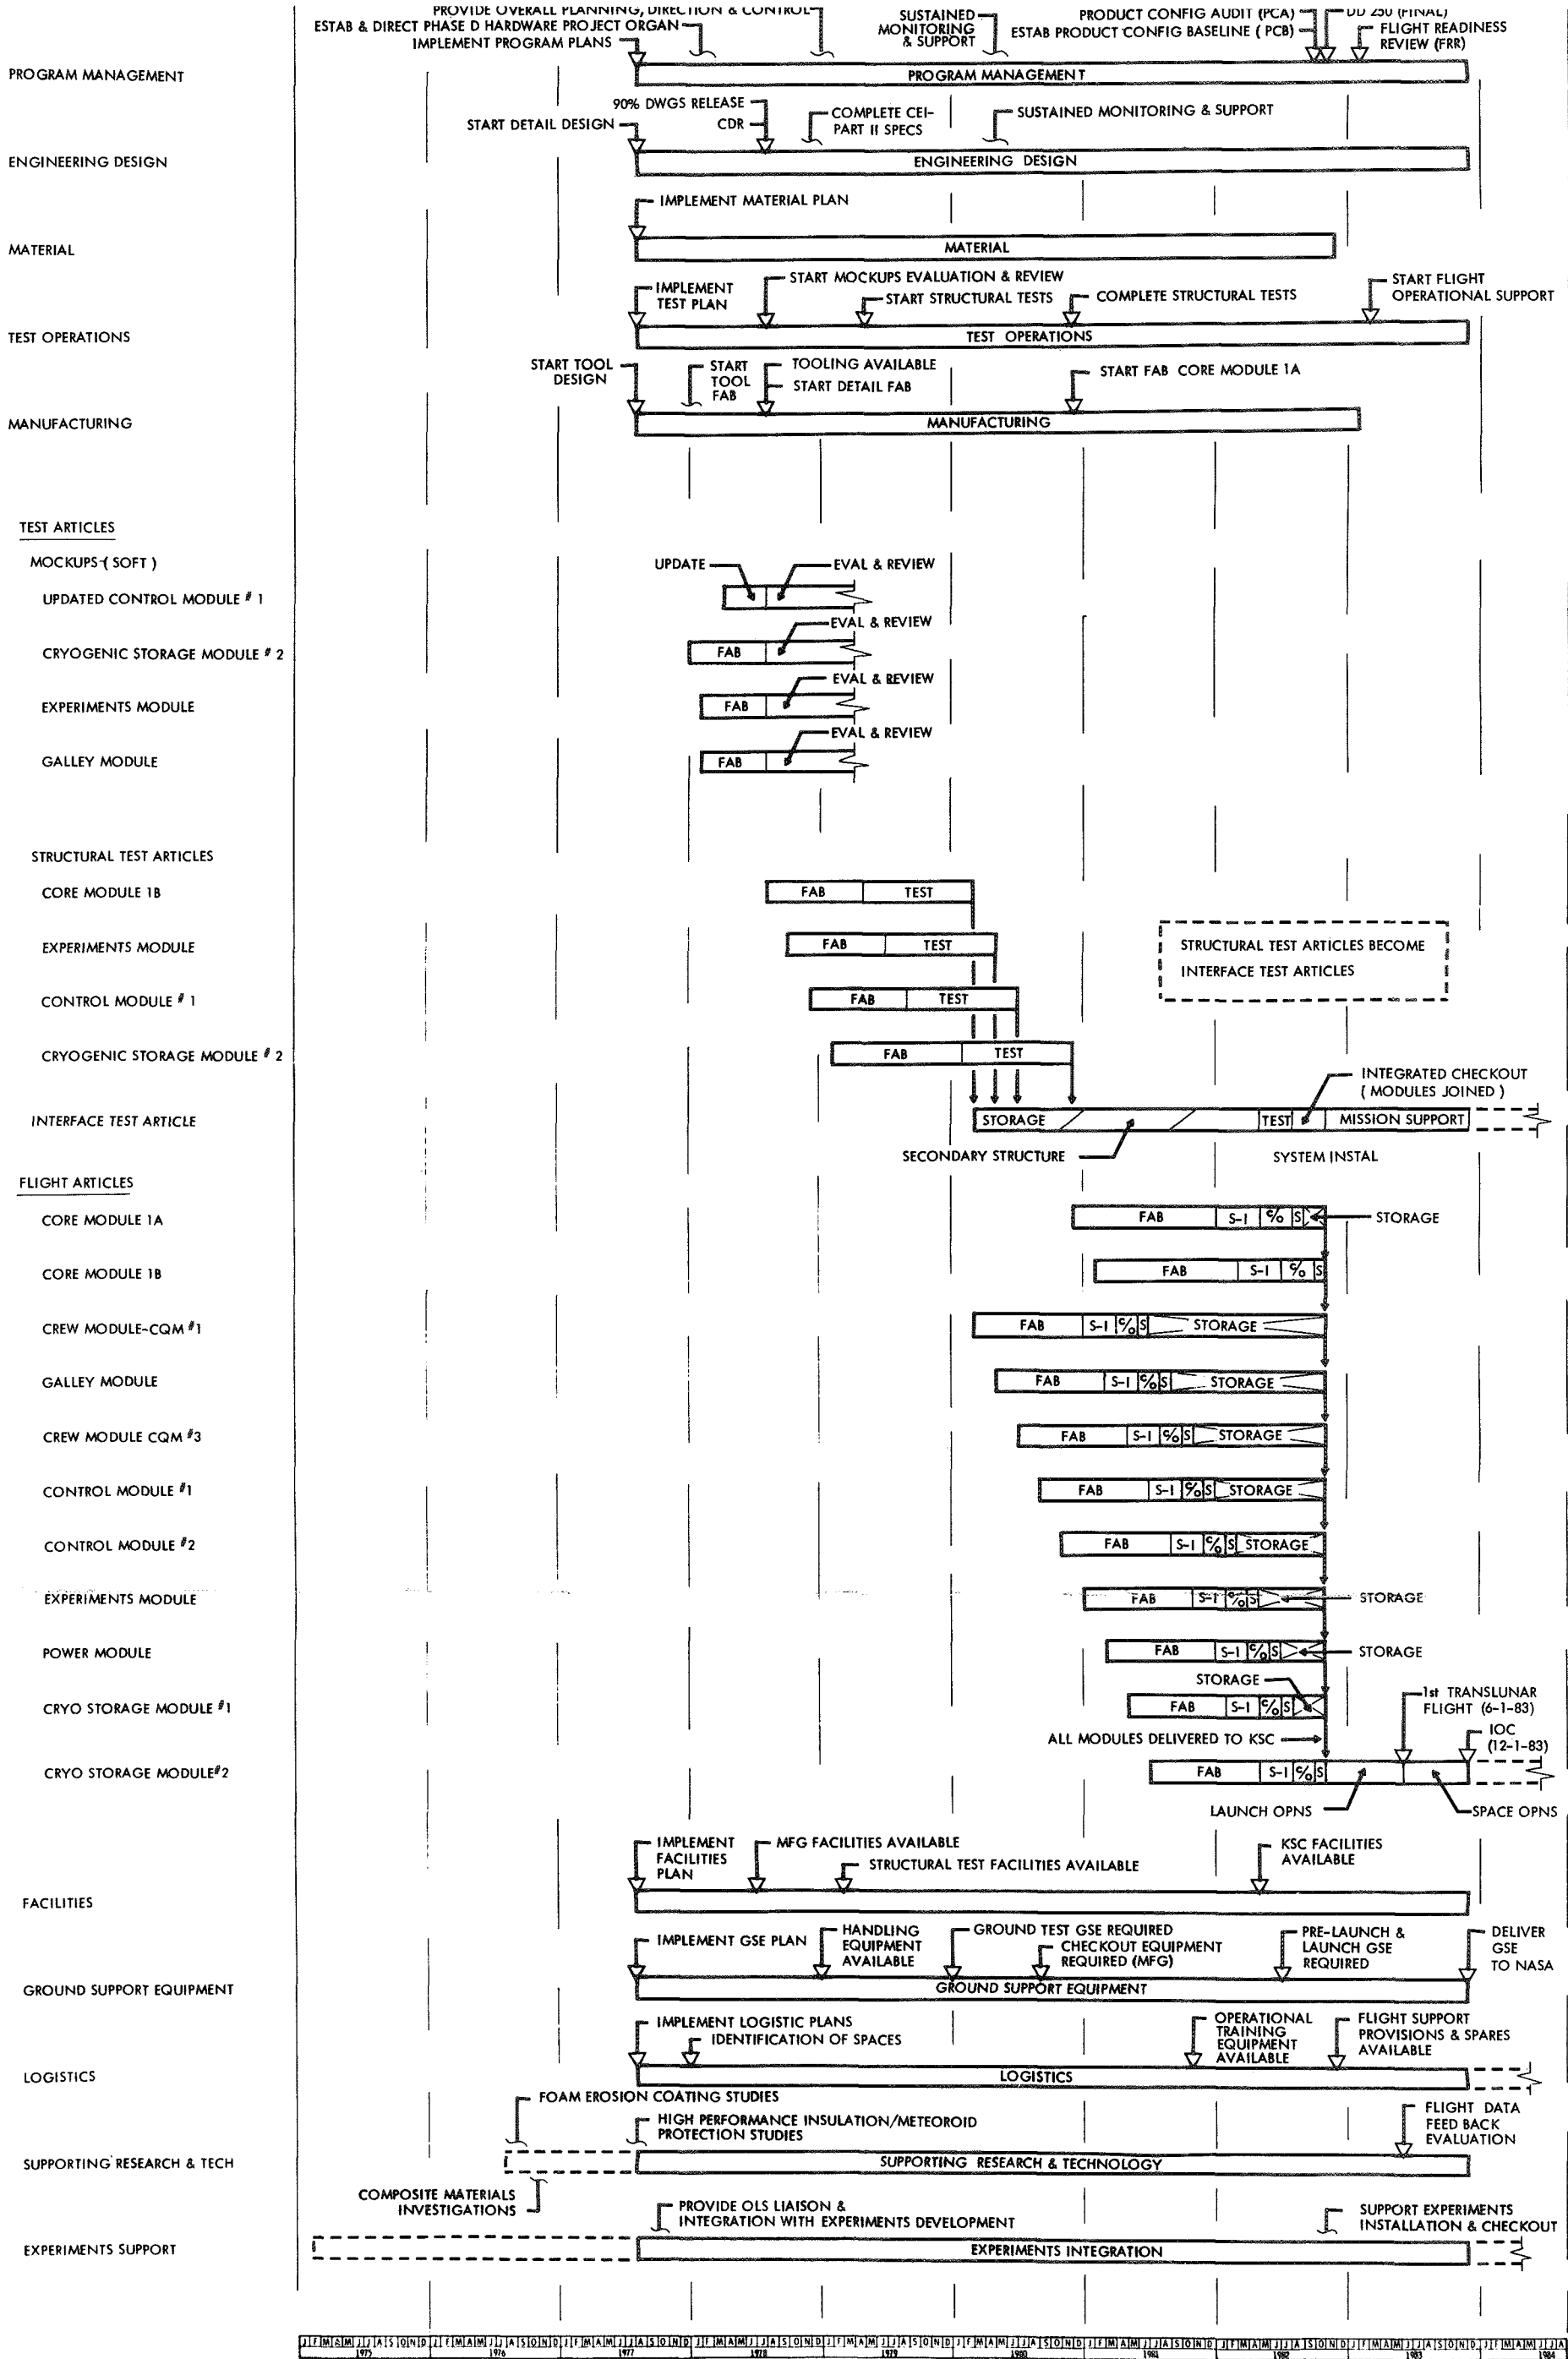 PROVIDE OVERALL PLANNING, DIRECTION & CONTROL
ESTAB & DIRECT PHASE D HARDWARE PROJECT ORGAN
IMPLEMENT PROGRAM PLANS
SUSTAINED
MONITORING
& SUPPORT
PRODUCT CONFIG AUDIT (PCA)
ESTAB PRODUCT CONFIG BASELINE ( PCB)
DD 250 (FINAL)
FLIGHT READINESS
REVIEW (FRR)
PROGRAM MANAGEMENT
PROGRAM MANAGEMENT
90% DWGS RELEASE
START DETAIL DESIGN
CDR
COMPLETE CEI-
PART II SPECS
SUSTAINED MONITORING & SUPPORT
ENGINEERING DESIGN
ENGINEERING DESIGN
IMPLEMENT MATERIAL PLAN
MATERIAL
MATERIAL
IMPLEMENT
TEST PLAN
START MOCKUPS EVALUATION & REVIEW
START STRUCTURAL TESTS
COMPLETE STRUCTURAL TESTS
START FLIGHT
OPERATIONAL SUPPORT
TEST OPERATIONS
TEST OPERATIONS
START TOOL
DESIGN
START
TOOL
FAB
TOOLING AVAILABLE
START DETAIL FAB
START FAB CORE MODULE 1A
MANUFACTURING
MANUFACTURING
TEST ARTICLES
MOCKUPS-( SOFT )
UPDATE
EVAL & REVIEW
UPDATED CONTROL MODULE # 1
EVAL & REVIEW
CRYOGENIC STORAGE MODULE # 2
FAB
EVAL & REVIEW
EXPERIMENTS MODULE
FAB
EVAL & REVIEW
GALLEY MODULE
FAB
STRUCTURAL TEST ARTICLES
CORE MODULE 1B
FAB TEST
EXPERIMENTS MODULE
FAB TEST
STRUCTURAL TEST ARTICLES BECOME
INTERFACE TEST ARTICLES
CONTROL MODULE # 1
FAB TEST
CRYOGENIC STORAGE MODULE # 2
FAB TEST
INTEGRATED CHECKOUT
( MODULES JOINED )
INTERFACE TEST ARTICLE
STORAGE TEST MISSION SUPPORT
SECONDARY STRUCTURE
SYSTEM INSTAL
FLIGHT ARTICLES
CORE MODULE 1A
FAB S-I C/O S STORAGE
CORE MODULE 1B
FAB S-I C/O S
CREW MODULE-CQM #1
FAB S-I C/O S STORAGE
GALLEY MODULE
FAB S-I C/O S STORAGE
CREW MODULE CQM #3
FAB S-I C/O S STORAGE
CONTROL MODULE #1
FAB S-I C/O S STORAGE
CONTROL MODULE #2
FAB S-I C/O S STORAGE
EXPERIMENTS MODULE
FAB S-I C/O S STORAGE
POWER MODULE
FAB S-I C/O S STORAGE
STORAGE
CRYO STORAGE MODULE #1
FAB S-I C/O S
1st TRANSLUNAR
FLIGHT (6-1-83)
ALL MODULES DELIVERED TO KSC
IOC
(12-1-83)
CRYO STORAGE MODULE#2
FAB S-I C/O S
LAUNCH OPNS
SPACE OPNS
IMPLEMENT
FACILITIES
PLAN
MFG FACILITIES AVAILABLE
STRUCTURAL TEST FACILITIES AVAILABLE
KSC FACILITIES
AVAILABLE
FACILITIES
IMPLEMENT GSE PLAN
HANDLING
EQUIPMENT
AVAILABLE
GROUND TEST GSE REQUIRED
CHECKOUT EQUIPMENT
REQUIRED (MFG)
PRE-LAUNCH &
LAUNCH GSE
REQUIRED
DELIVER
GSE
TO NASA
GROUND SUPPORT EQUIPMENT
GROUND SUPPORT EQUIPMENT
IMPLEMENT LOGISTIC PLANS
IDENTIFICATION OF SPACES
OPERATIONAL
TRAINING
EQUIPMENT
AVAILABLE
FLIGHT SUPPORT
PROVISIONS & SPARES
AVAILABLE
LOGISTICS
LOGISTICS
FOAM EROSION COATING STUDIES
HIGH PERFORMANCE INSULATION/METEOROID
PROTECTION STUDIES
FLIGHT DATA
FEED BACK
EVALUATION
SUPPORTING RESEARCH & TECH
SUPPORTING RESEARCH & TECHNOLOGY
COMPOSITE MATERIALS
INVESTIGATIONS
PROVIDE OLS LIAISON &
INTEGRATION WITH EXPERIMENTS DEVELOPMENT
SUPPORT EXPERIMENTS
INSTALLATION & CHECKOUT
EXPERIMENTS SUPPORT
EXPERIMENTS INTEGRATION
J F M A M J J A S O N D J F M A M J J A S O N D J F M A M J J A S O N D J F M A M J J A S O N D J F M A M J J A S O N D J F M A M J J A S O N D J F M A M J J A S O N D J F M A M J J A S O N D J F M A M J J A S O N D J F M A M J J A
1975 1976 1977 1978 1979 1980 1981 1982 1983 1984